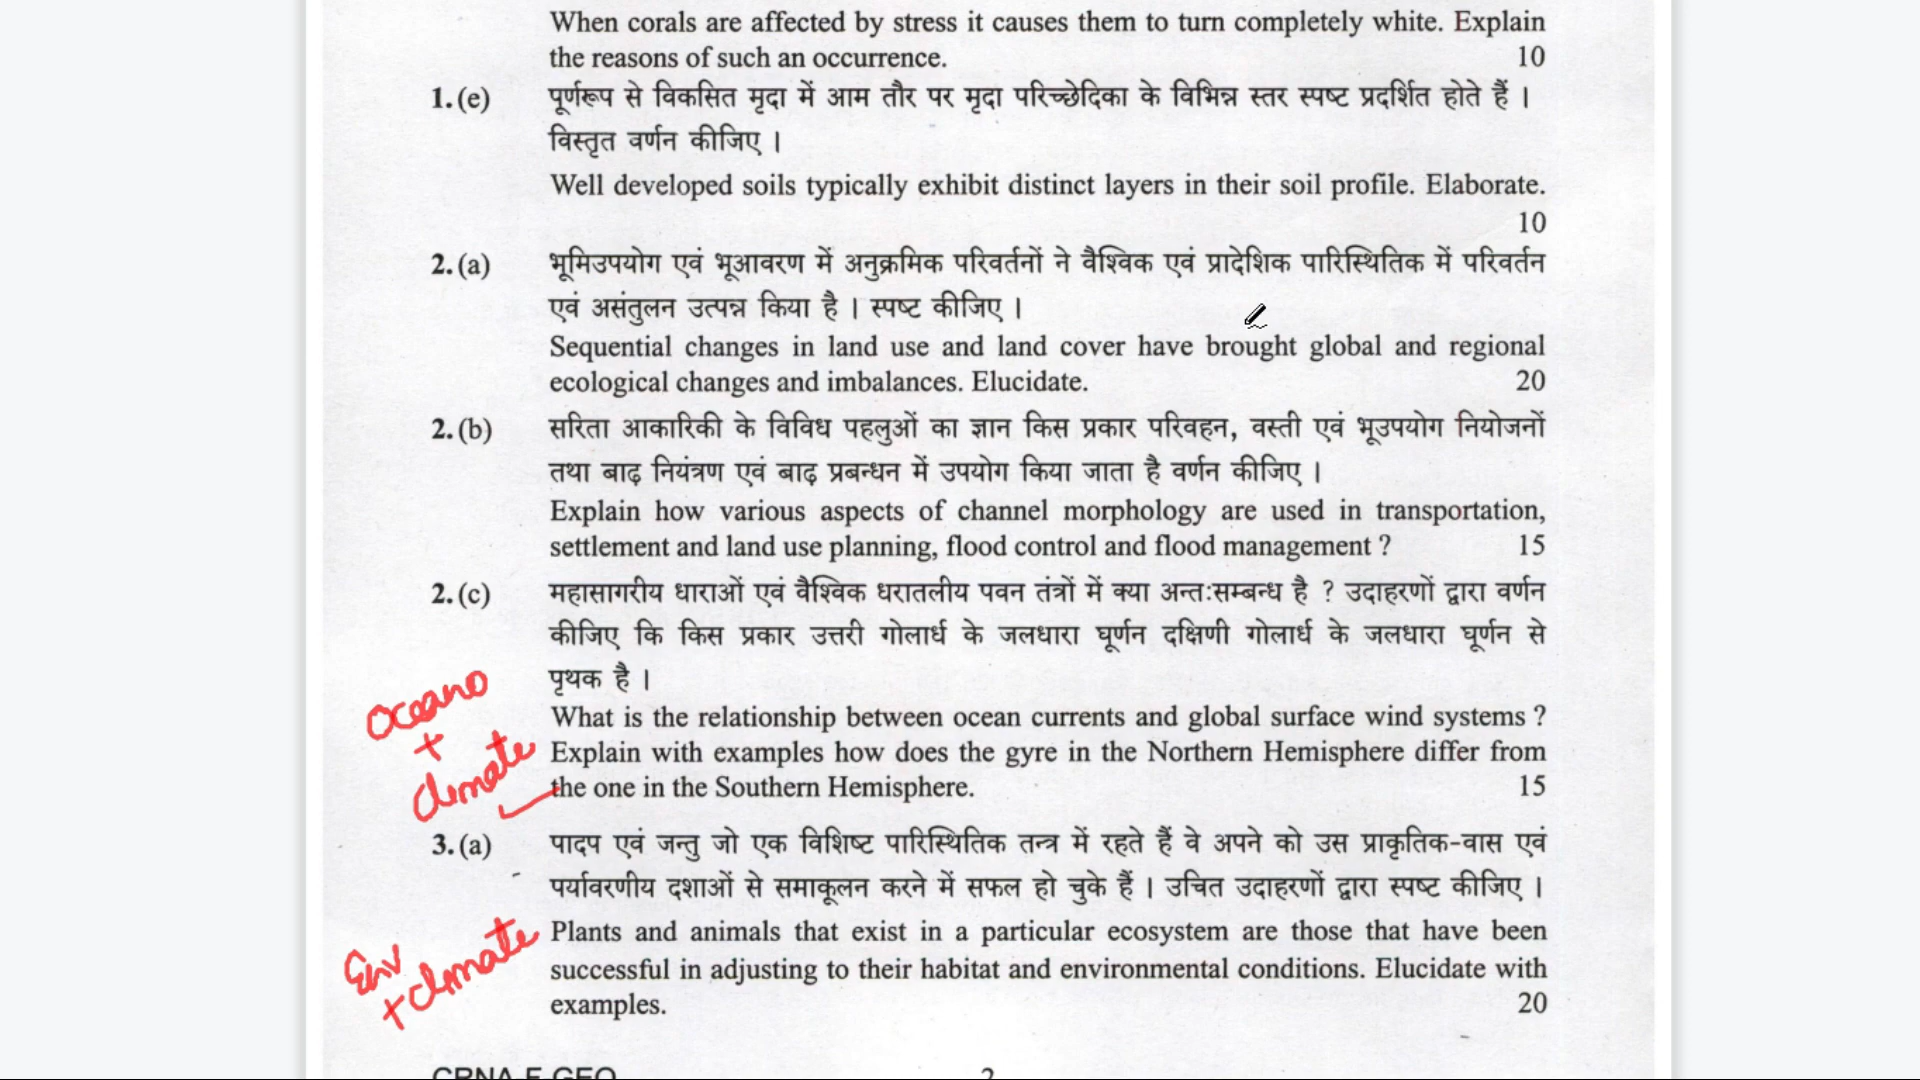 When corals are affected by stress it causes them to turn completely white. Explain
the reasons of such an occurrence. 10
1.(e) पूर्णरूप से विकसित मृदा में आम तौर पर मृदा परिच्छेदिका के विभिन्न स्तर स्पष्ट प्रदर्शित होते हैं ।
विस्तृत वर्णन कीजिए ।
Well developed soils typically exhibit distinct layers in their soil profile. Elaborate.
10
2.(a) भूमिउपयोग एवं भूआवरण में अनुक्रमिक परिवर्तनों ने वैश्विक एवं प्रादेशिक पारिस्थितिक में परिवर्तन
एवं असंतुलन उत्पन्न किया है । स्पष्ट कीजिए ।
Sequential changes in land use and land cover have brought global and regional
ecological changes and imbalances. Elucidate. 20
2.(b) सरिता आकारिकी के विविध पहलुओं का ज्ञान किस प्रकार परिवहन, वस्ती एवं भूउपयोग नियोजनों
तथा बाढ़ नियंत्रण एवं बाढ़ प्रबन्धन में उपयोग किया जाता है वर्णन कीजिए ।
Explain how various aspects of channel morphology are used in transportation,
settlement and land use planning, flood control and flood management ? 15
2.(c) महासागरीय धाराओं एवं वैश्विक धरातलीय पवन तंत्रों में क्या अन्तःसम्बन्ध है ? उदाहरणों द्वारा वर्णन
कीजिए कि किस प्रकार उत्तरी गोलार्ध के जलधारा घूर्णन दक्षिणी गोलार्ध के जलधारा घूर्णन से
पृथक है ।
Oceano
+
climate
What is the relationship between ocean currents and global surface wind systems ?
Explain with examples how does the gyre in the Northern Hemisphere differ from
the one in the Southern Hemisphere. 15
3.(a) पादप एवं जन्तु जो एक विशिष्ट पारिस्थितिक तन्त्र में रहते हैं वे अपने को उस प्राकृतिक-वास एवं
पर्यावरणीय दशाओं से समाकूलन करने में सफल हो चुके हैं । उचित उदाहरणों द्वारा स्पष्ट कीजिए ।
Env
+ climate
Plants and animals that exist in a particular ecosystem are those that have been
successful in adjusting to their habitat and environmental conditions. Elucidate with
examples. 20
CRNA-F-GEO 2